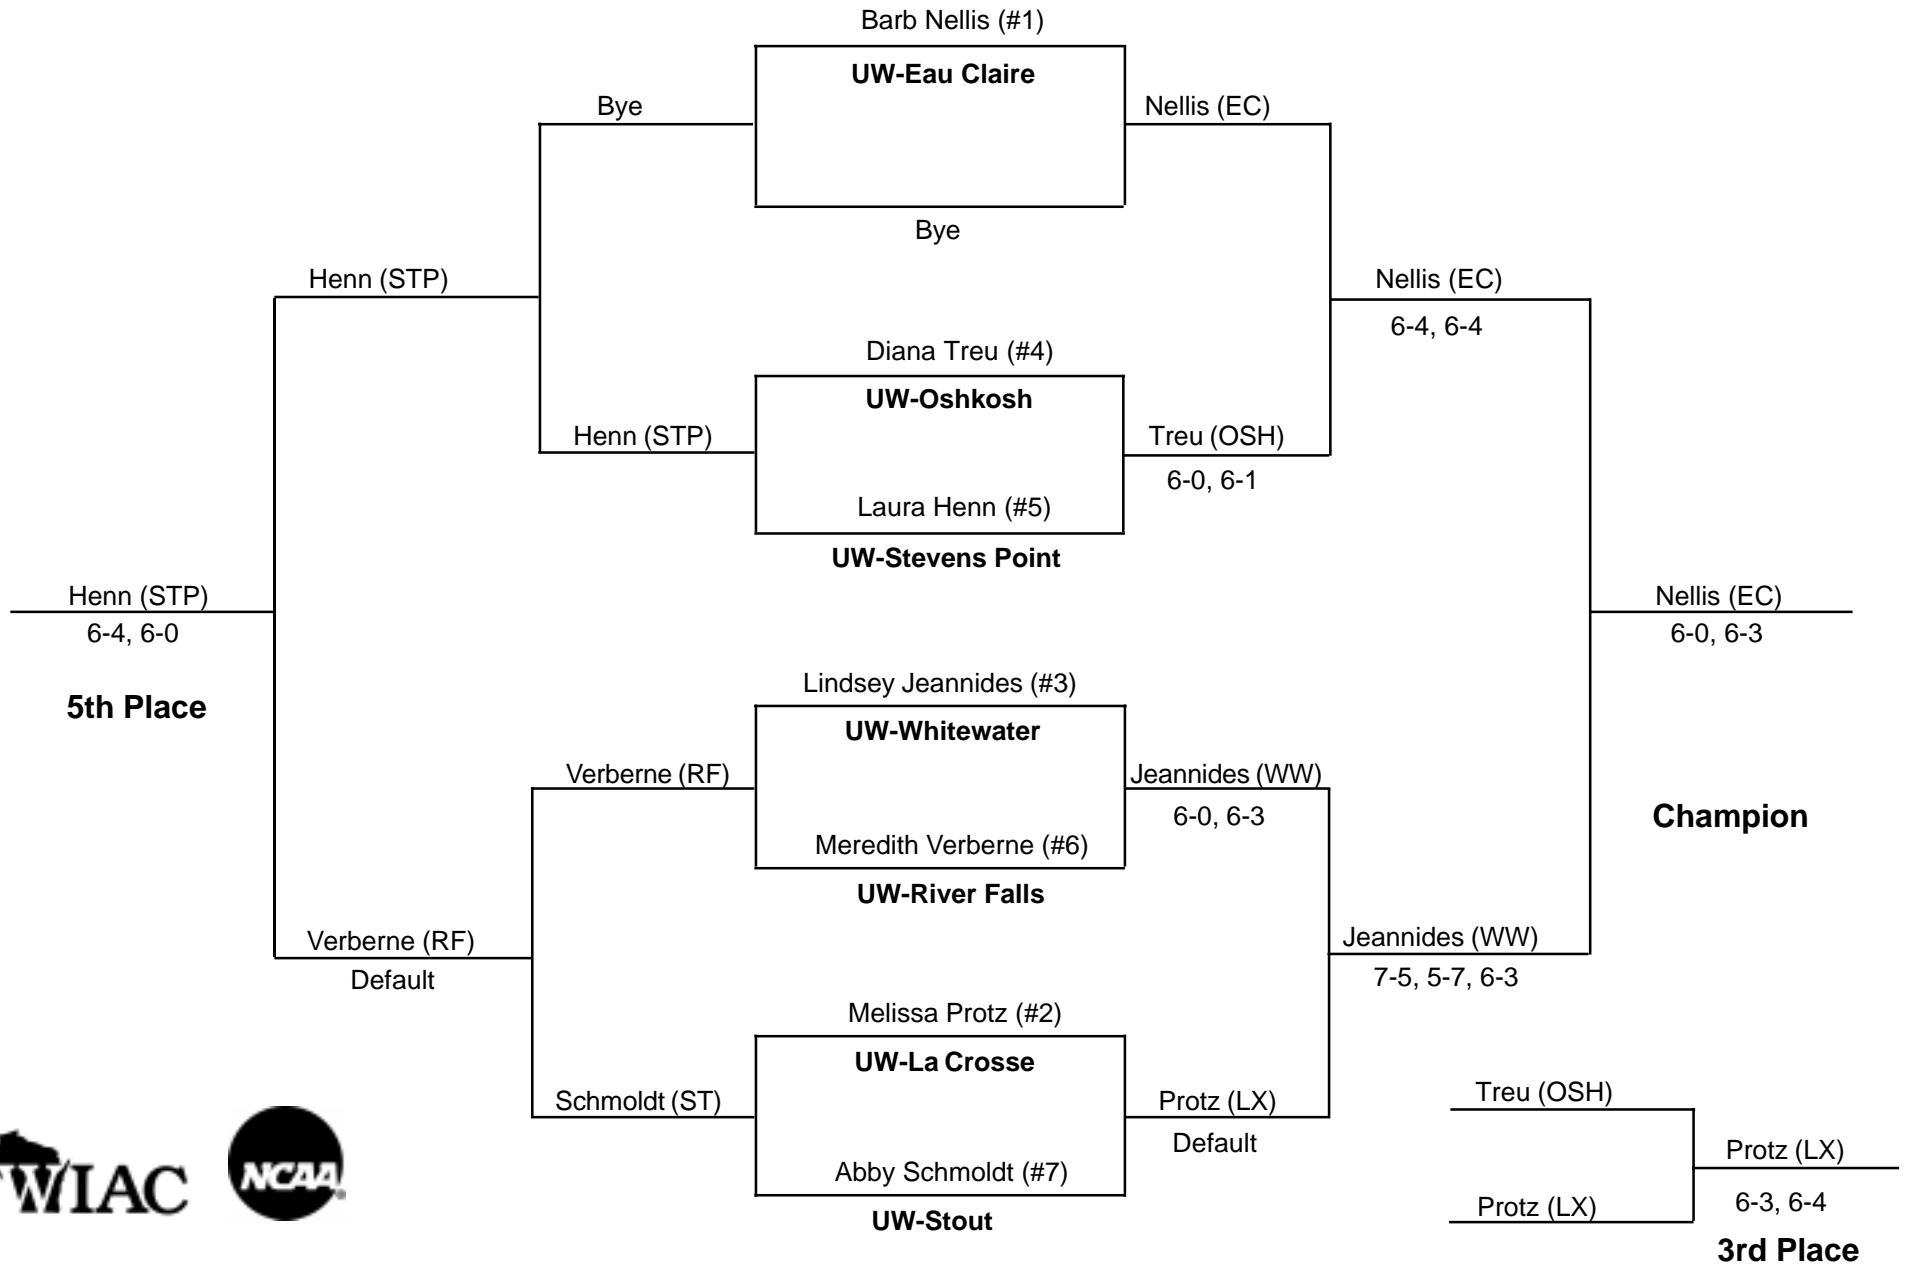 Barb Nellis (#1)
UW-Eau Claire
Bye
Nellis (EC)
Bye
Henn (STP)
Nellis (EC)
6-4, 6-4
Diana Treu (#4)
UW-Oshkosh
Henn (STP)
Treu (OSH)
6-0, 6-1
Laura Henn (#5)
UW-Stevens Point
Henn (STP)
6-4, 6-0
5th Place
Nellis (EC)
6-0, 6-3
Champion
Lindsey Jeannides (#3)
UW-Whitewater
Verberne (RF)
Jeannides (WW)
6-0, 6-3
Meredith Verberne (#6)
UW-River Falls
Verberne (RF)
Default
Jeannides (WW)
7-5, 5-7, 6-3
Melissa Protz (#2)
UW-La Crosse
Schmoldt (ST)
Protz (LX)
Default
Abby Schmoldt (#7)
UW-Stout
Treu (OSH)
Protz (LX)
Protz (LX)
6-3, 6-4
3rd Place
WIAC
NCAA